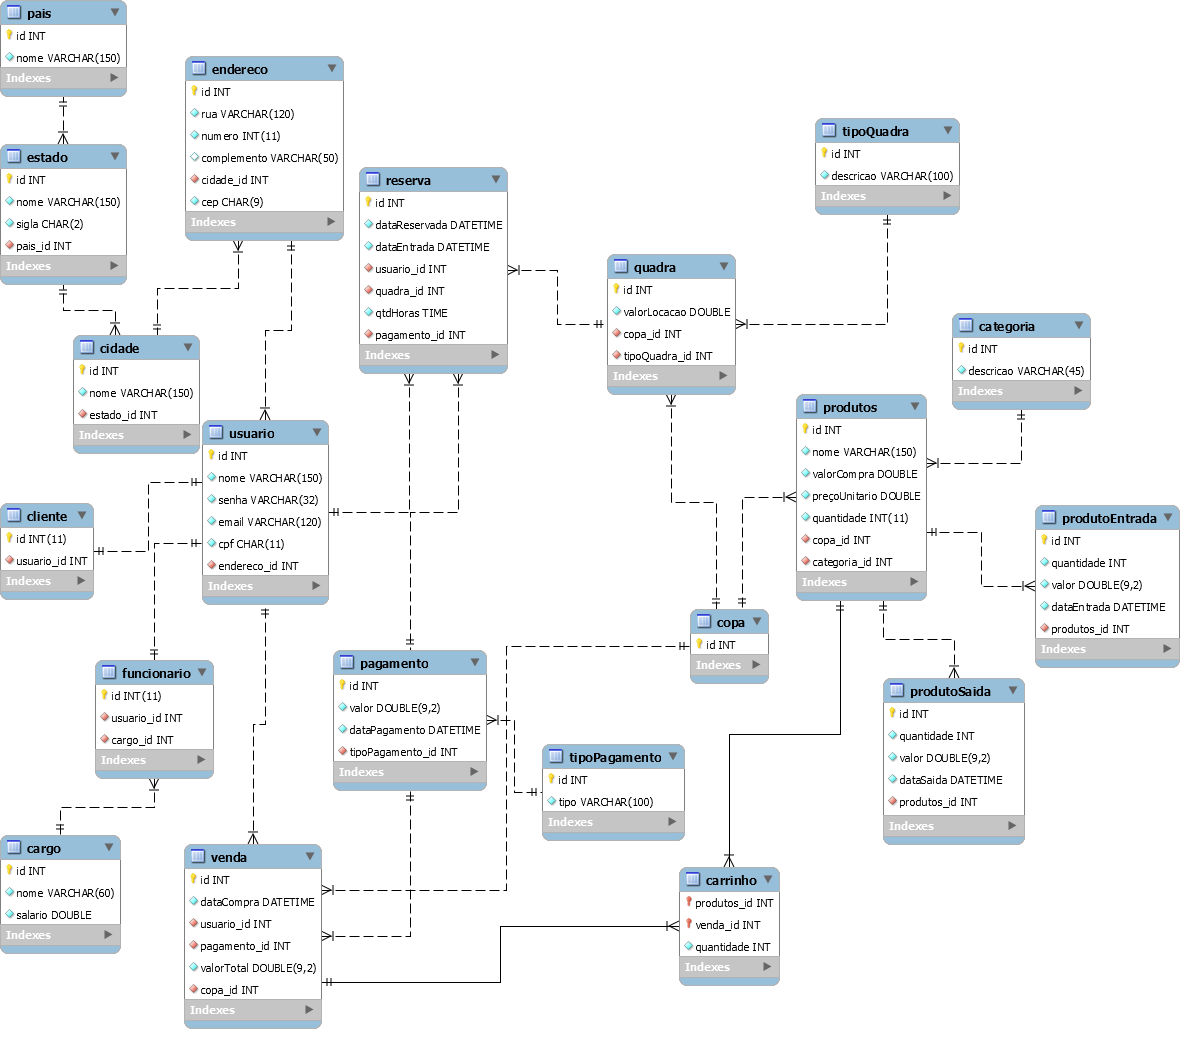 pais
id INT
nome VARCHAR(150)
Indexes
estado
id INT
nome VARCHAR(150)
sigla CHAR(2)
pais_id INT
Indexes
cidade
id INT
nome VARCHAR(150)
estado_id INT
Indexes
endereco
id INT
rua VARCHAR(120)
numero INT(11)
complemento VARCHAR(50)
cidade_id INT
cep CHAR(9)
Indexes
reserva
id INT
dataReservada DATETIME
dataEntrada DATETIME
usuario_id INT
quadra_id INT
qtdHoras TIME
pagamento_id INT
Indexes
tipoQuadra
id INT
descricao VARCHAR(100)
Indexes
quadra
id INT
valorLocacao DOUBLE
copa_id INT
tipoQuadra_id INT
Indexes
categoria
id INT
descricao VARCHAR(45)
Indexes
produtos
id INT
nome VARCHAR(150)
valorCompra DOUBLE
preçoUnitario DOUBLE
quantidade INT(11)
copa_id INT
categoria_id INT
Indexes
produtoEntrada
id INT
quantidade INT
valor DOUBLE(9,2)
dataEntrada DATETIME
produtos_id INT
Indexes
usuario
id INT
nome VARCHAR(150)
senha VARCHAR(32)
email VARCHAR(120)
cpf CHAR(11)
endereco_id INT
Indexes
cliente
id INT(11)
usuario_id INT
Indexes
funcionario
id INT(11)
usuario_id INT
cargo_id INT
Indexes
cargo
id INT
nome VARCHAR(60)
salario DOUBLE
Indexes
pagamento
id INT
valor DOUBLE(9,2)
dataPagamento DATETIME
tipoPagamento_id INT
Indexes
copa
id INT
Indexes
tipoPagamento
id INT
tipo VARCHAR(100)
Indexes
produtoSaida
id INT
quantidade INT
valor DOUBLE(9,2)
dataSaida DATETIME
produtos_id INT
Indexes
venda
id INT
dataCompra DATETIME
usuario_id INT
pagamento_id INT
valorTotal DOUBLE(9,2)
copa_id INT
Indexes
carrinho
produtos_id INT
venda_id INT
quantidade INT
Indexes